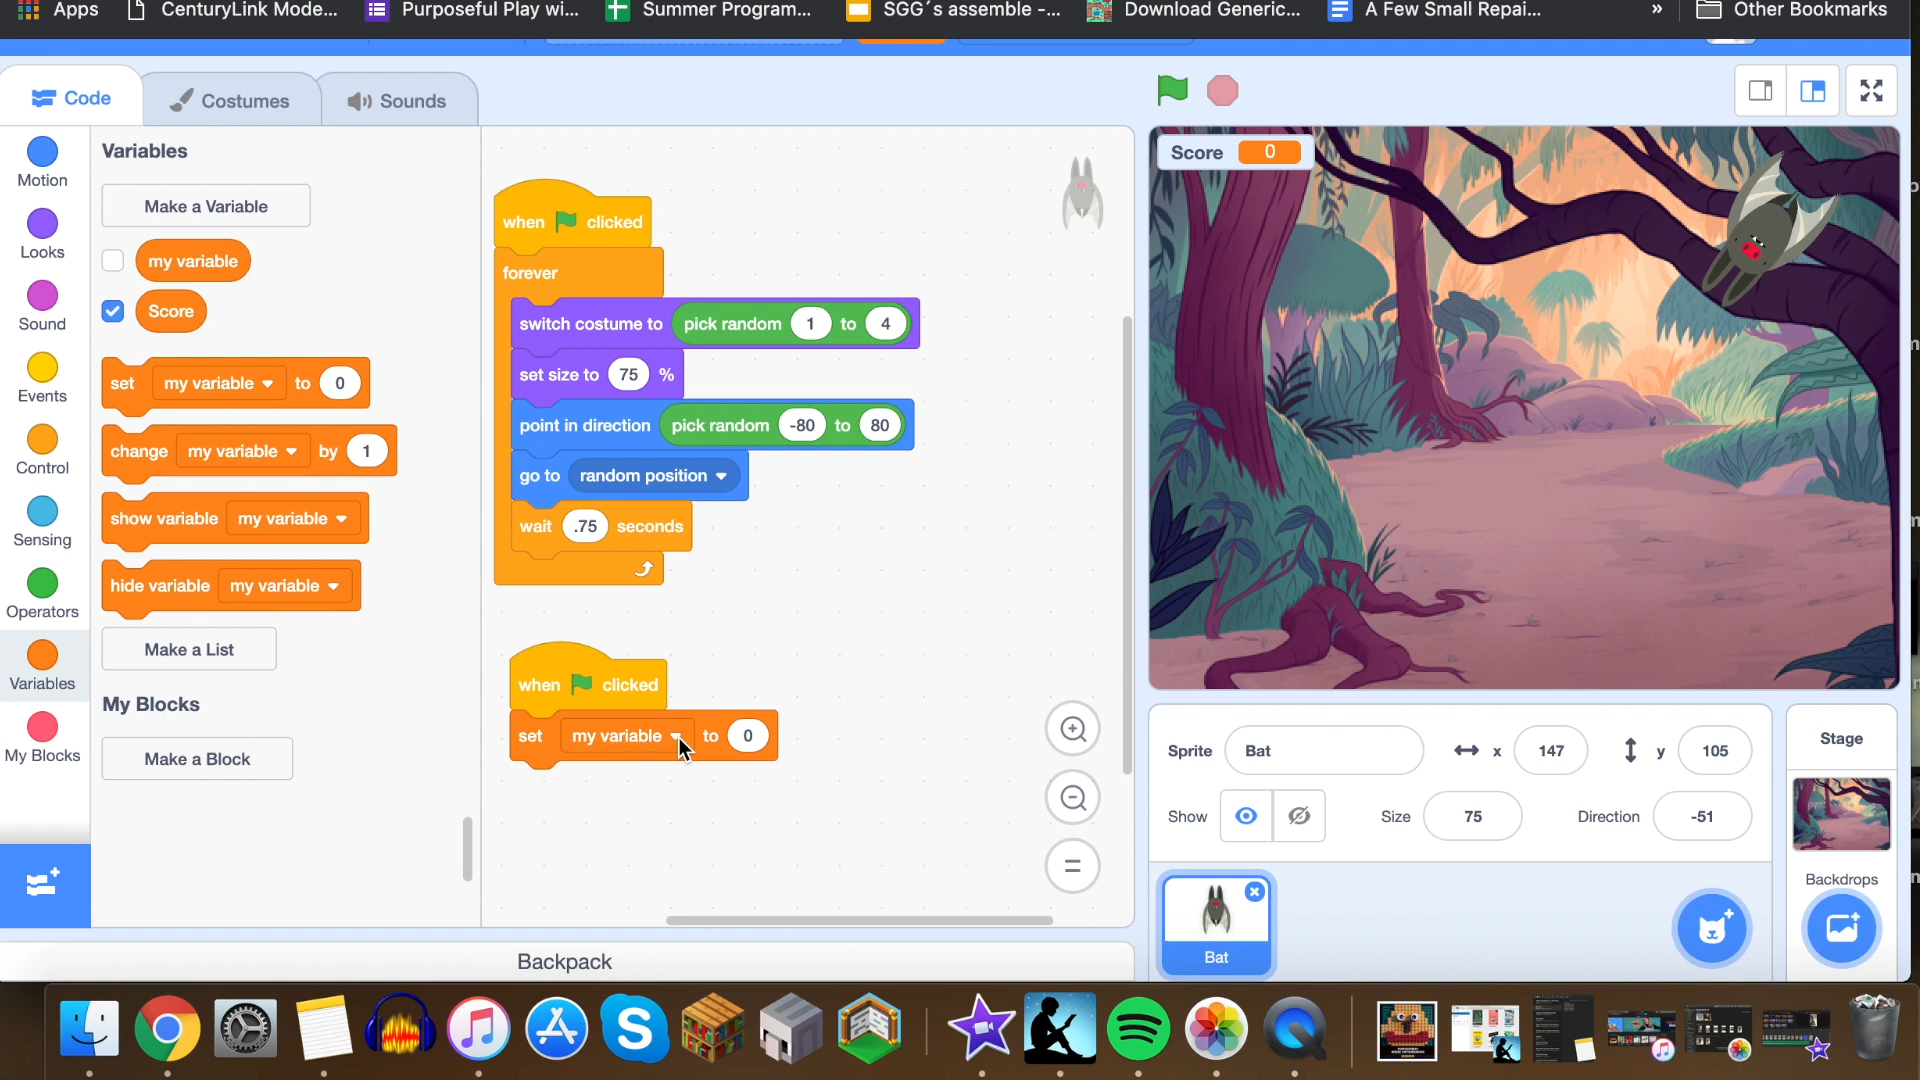 Apps CenturyLink Mode... Purposeful Play wi... Summer Program... SGG´s assemble -... Download Generic... A Few Small Repai... » Other Bookmarks
Code Costumes Sounds
Motion
Looks
Sound
Events
Control
Sensing
Operators
Variables
My Blocks
Variables
Make a Variable
my variable
Score
set my variable to 0
change my variable by 1
show variable my variable
hide variable my variable
Make a List
My Blocks
Make a Block
when clicked
forever
switch costume to pick random 1 to 4
set size to 75 %
point in direction pick random -80 to 80
go to random position
wait .75 seconds
when clicked
set my variable to 0
Backpack
Score 0
Sprite Bat x 147 y 105
Show Size 75 Direction -51
Bat
Stage
Backdrops